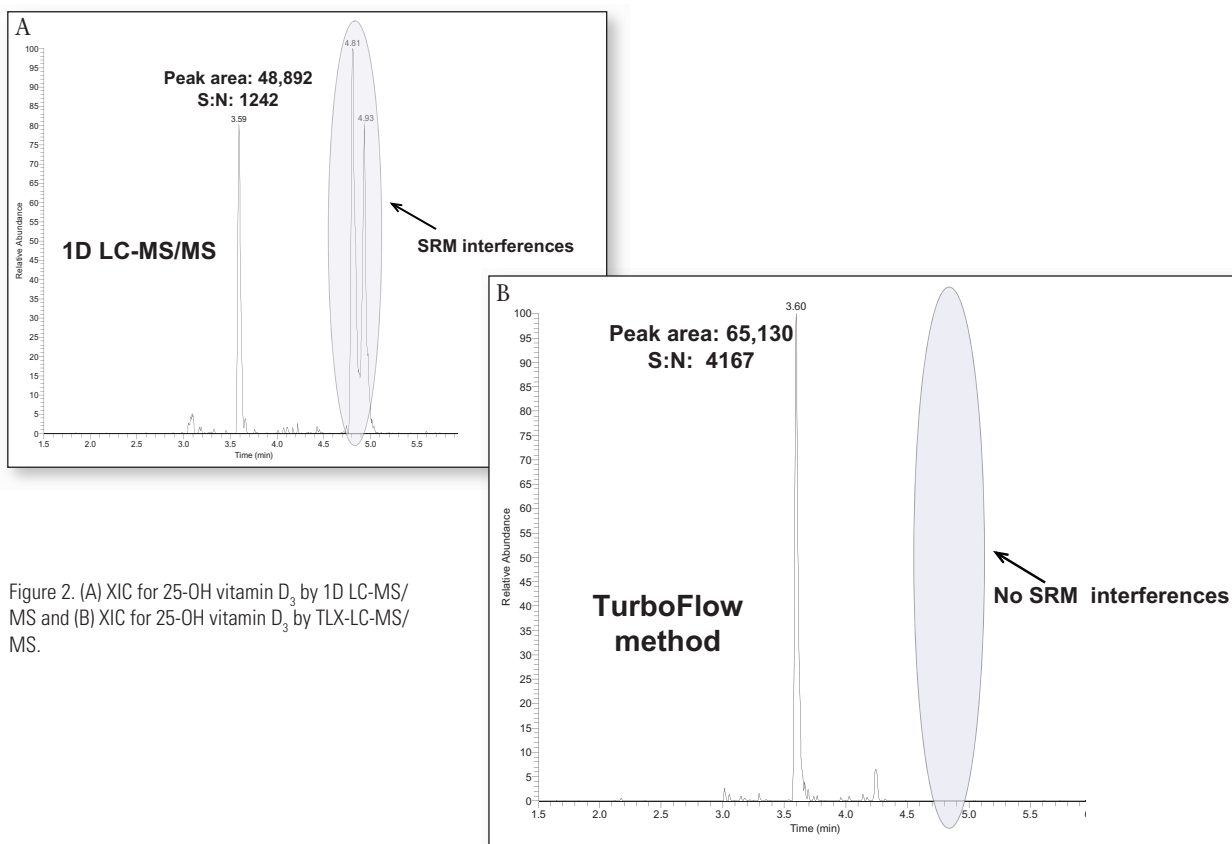 A
100
95
90
85
80
75
70
65
60
55
50
45
40
35
30
25
20
15
10
5
0
Relative Abundance
4.81
Peak area: 48,892
S:N: 1242
3.59
4.93
1D LC-MS/MS
SRM interferences
1.5 2.0 2.5 3.0 3.5 4.0 4.5 5.0 5.5
Time (min)
B
100
95
90
85
80
75
70
65
60
55
50
45
40
35
30
25
20
15
10
5
0
Relative Abundance
3.60
Peak area: 65,130
S:N: 4167
TurboFlow
method
No SRM interferences
1.5 2.0 2.5 3.0 3.5 4.0 4.5 5.0 5.5
Time (min)
Figure 2. (A) XIC for 25-OH vitamin D₃ by 1D LC-MS/
MS and (B) XIC for 25-OH vitamin D₃ by TLX-LC-MS/
MS.